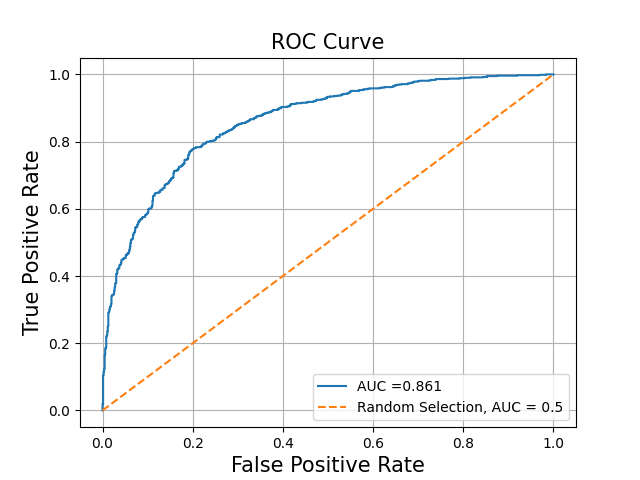 ROC Curve
True Positive Rate
1.0
0.8
0.6
0.4
0.2
0.0
0.0 0.2 0.4 0.6 0.8 1.0
False Positive Rate
AUC =0.861
Random Selection, AUC = 0.5